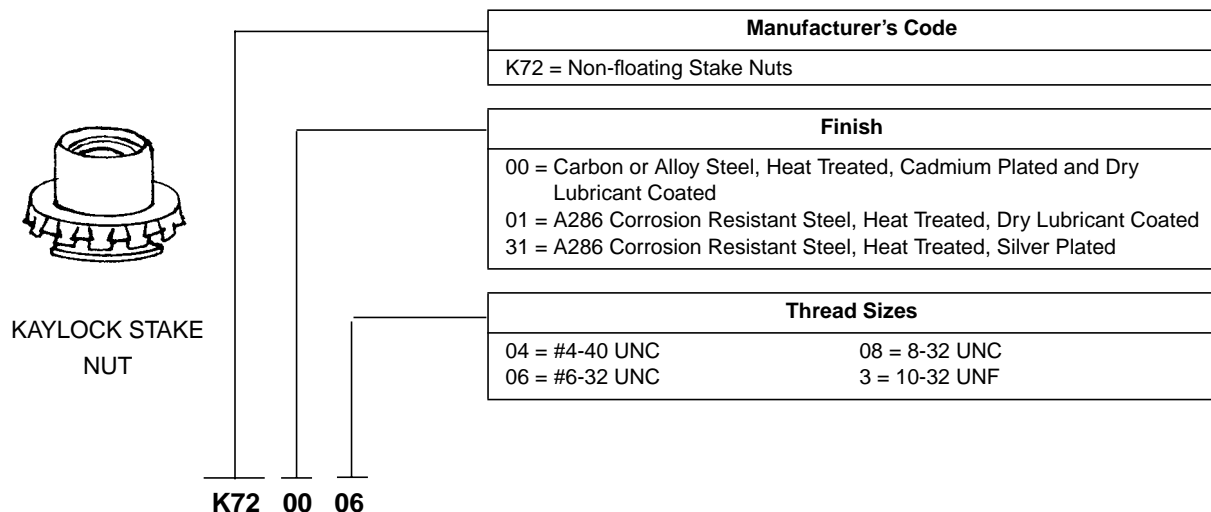 Manufacturer’s Code
K72 = Non-floating Stake Nuts
Finish
00 = Carbon or Alloy Steel, Heat Treated, Cadmium Plated and Dry
Lubricant Coated
01 = A286 Corrosion Resistant Steel, Heat Treated, Dry Lubricant Coated
31 = A286 Corrosion Resistant Steel, Heat Treated, Silver Plated
KAYLOCK STAKE
NUT
Thread Sizes
04 = #4-40 UNC 08 = 8-32 UNC
06 = #6-32 UNC 3 = 10-32 UNF
K72 00 06